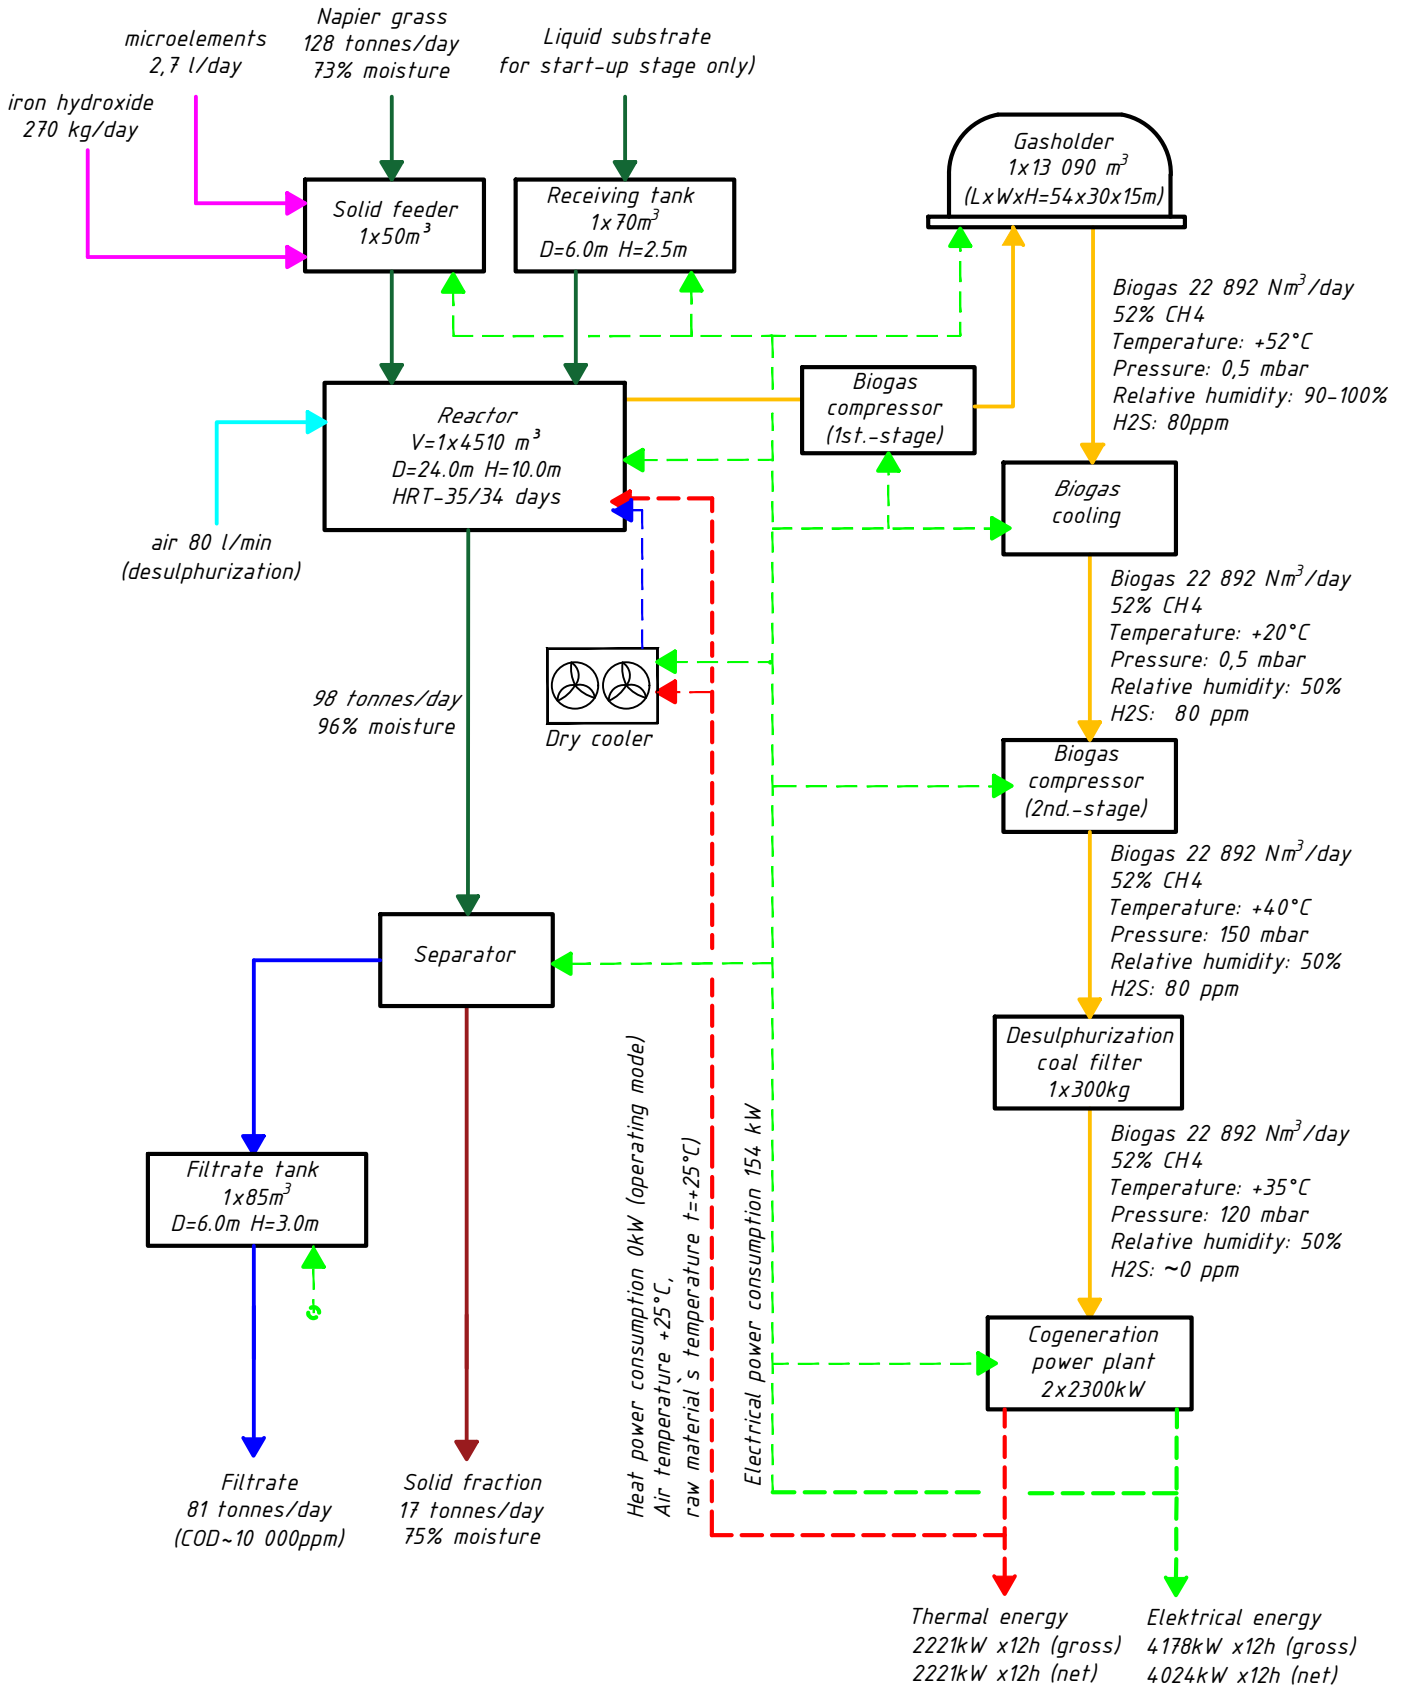 microelements
2,7 l/day
Napier grass
128 tonnes/day
73% moisture
Liquid substrate
for start-up stage only)
iron hydroxide
270 kg/day
Solid feeder
1x50m³
Receiving tank
1x70m³
D=6.0m H=2.5m
Gasholder
1x13 090 m³
(LxWxH=54x30x15m)
Biogas 22 892 Nm³/day
52% CH4
Temperature: +52°C
Pressure: 0,5 mbar
Relative humidity: 90-100%
H2S: 80ppm
Reactor
V=1x4510 m³
D=24.0m H=10.0m
HRT-35/34 days
Biogas
compressor
(1st.-stage)
air 80 l/min
(desulphurization)
Biogas
cooling
Biogas 22 892 Nm³/day
52% CH4
Temperature: +20°C
Pressure: 0,5 mbar
Relative humidity: 50%
H2S: 80 ppm
98 tonnes/day
96% moisture
Dry cooler
Biogas
compressor
(2nd.-stage)
Biogas 22 892 Nm³/day
52% CH4
Temperature: +40°C
Pressure: 150 mbar
Relative humidity: 50%
H2S: 80 ppm
Separator
Desulphurization
coal filter
1x300kg
Biogas 22 892 Nm³/day
52% CH4
Temperature: +35°C
Pressure: 120 mbar
Relative humidity: 50%
H2S: ~0 ppm
Filtrate tank
1x85m³
D=6.0m H=3.0m
Heat power consumption 0kW (operating mode)
Air temperature +25°C,
raw material`s temperature t=+25°C)
Electrical power consumption 154 kW
Cogeneration
power plant
2x2300kW
Filtrate
81 tonnes/day
(COD~10 000ppm)
Solid fraction
17 tonnes/day
75% moisture
Thermal energy
2221kW x12h (gross)
2221kW x12h (net)
Elektrical energy
4178kW x12h (gross)
4024kW x12h (net)